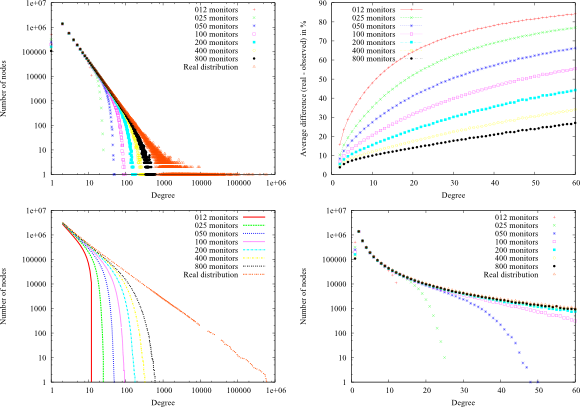 1e+07
1e+06
100000
10000
1000
100
10
1
1 10 100 1000 10000 100000 1e+06
Number of nodes
Degree
012 monitors
025 monitors
050 monitors
100 monitors
200 monitors
400 monitors
800 monitors
Real distribution
90
80
70
60
50
40
30
20
10
0
0 10 20 30 40 50 60
Average difference (real - observed) in %
Degree
012 monitors
025 monitors
050 monitors
100 monitors
200 monitors
400 monitors
800 monitors
1e+07
1e+06
100000
10000
1000
100
10
1
1 10 100 1000 10000 100000 1e+06
Number of nodes
Degree
012 monitors
025 monitors
050 monitors
100 monitors
200 monitors
400 monitors
800 monitors
Real distribution
1e+07
1e+06
100000
10000
1000
100
10
1
0 10 20 30 40 50 60
Number of nodes
Degree
012 monitors
025 monitors
050 monitors
100 monitors
200 monitors
400 monitors
800 monitors
Real distribution